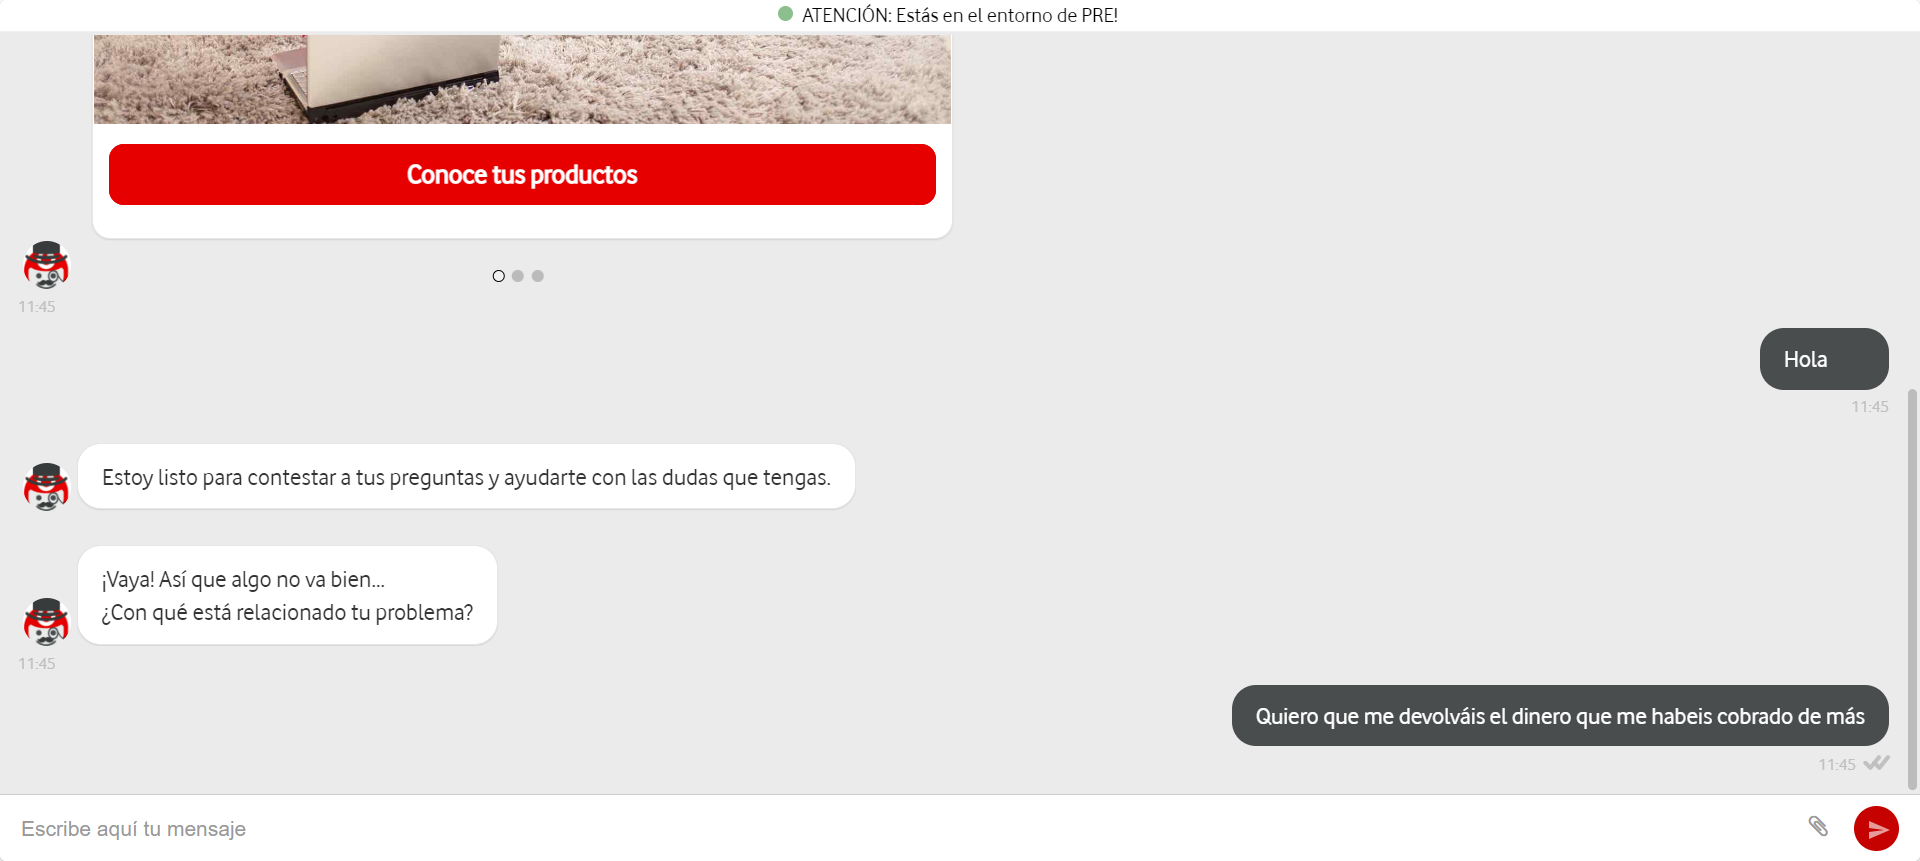 ATENCIÓN: Estás en el entorno de PRE!
Conoce tus productos
11:45
Hola
11:45
Estoy listo para contestar a tus preguntas y ayudarte con las dudas que tengas.
¡Vaya! Así que algo no va bien...
¿Con qué está relacionado tu problema?
11:45
Quiero que me devolváis el dinero que me habeis cobrado de más
11:45
Escribe aquí tu mensaje